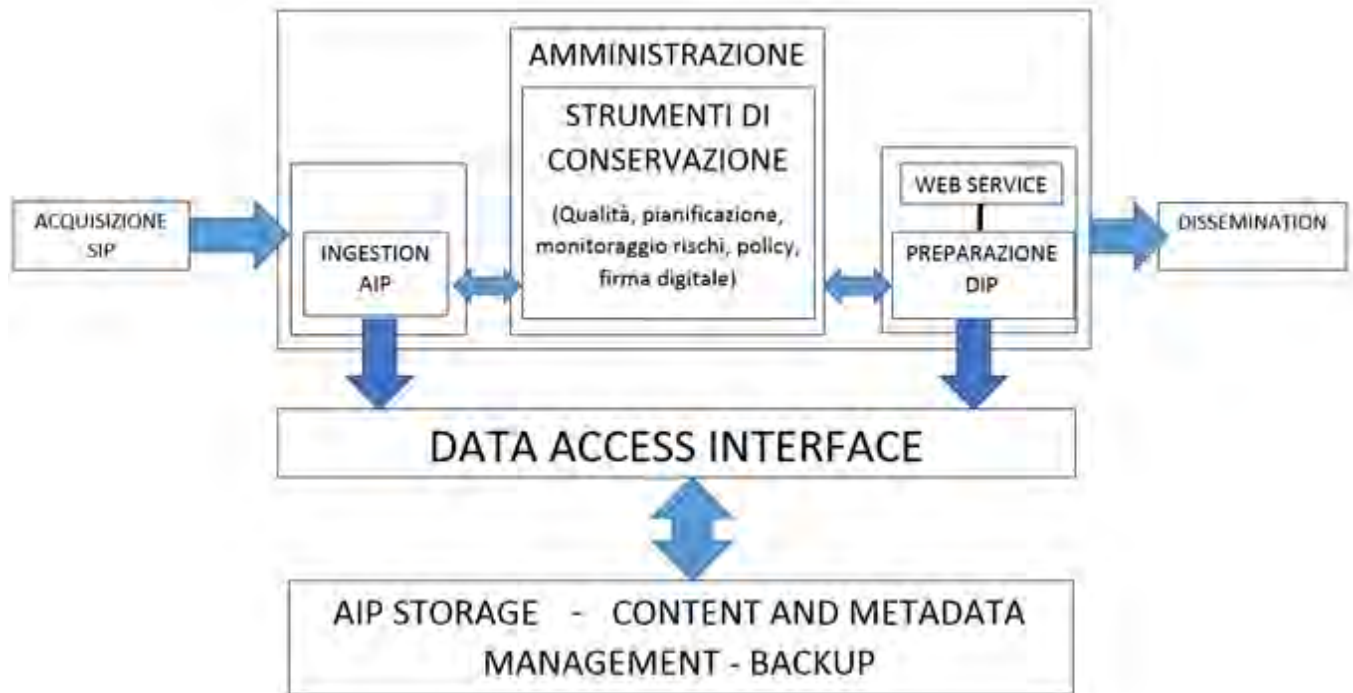 AMMINISTRAZIONE
STRUMENTI DI
CONSERVAZIONE
(Qualità, pianificazione,
monitoraggio rischi, policy,
firma digitale)
ACQUISIZIONE
SIP
INGESTION
AIP
WEB SERVICE
PREPARAZIONE
DIP
DISSEMINATION
DATA ACCESS INTERFACE
AIP STORAGE - CONTENT AND METADATA
MANAGEMENT - BACKUP